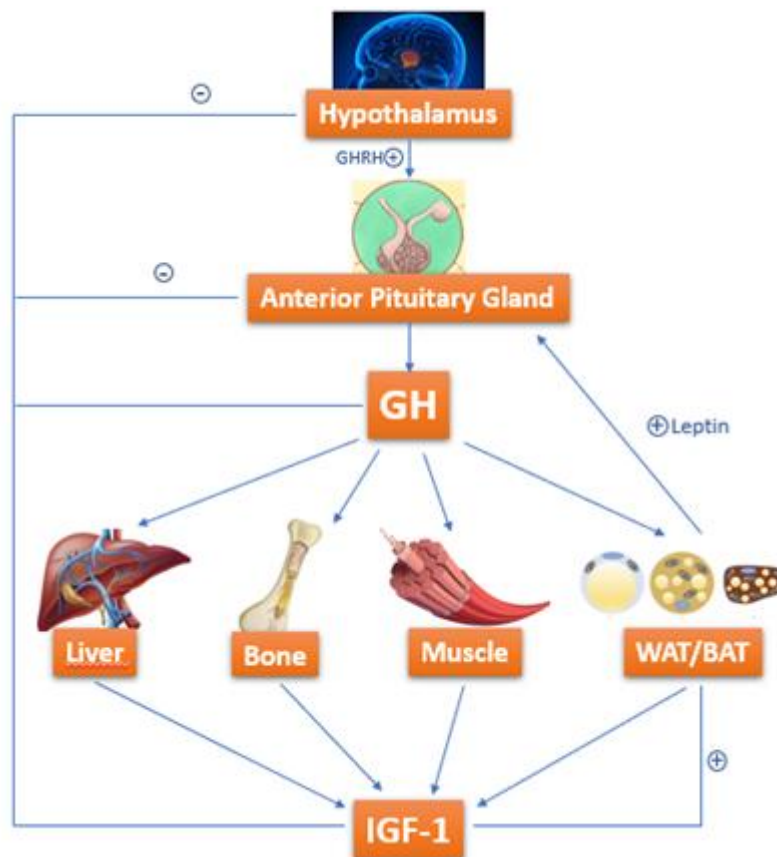 ⊖
Hypothalamus
GHRH⊕
⊖
Anterior Pituitary Gland
GH
⊕Leptin
Liver
Bone
Muscle
WAT/BAT
⊕
IGF-1